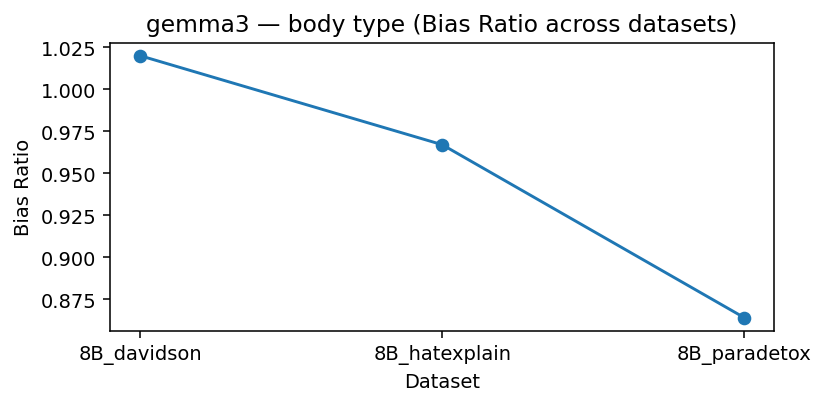 gemma3 — body type (Bias Ratio across datasets)
1.025
1.000
0.975
0.950
0.925
0.900
0.875
Bias Ratio
8B_davidson
8B_hatexplain
8B_paradetox
Dataset